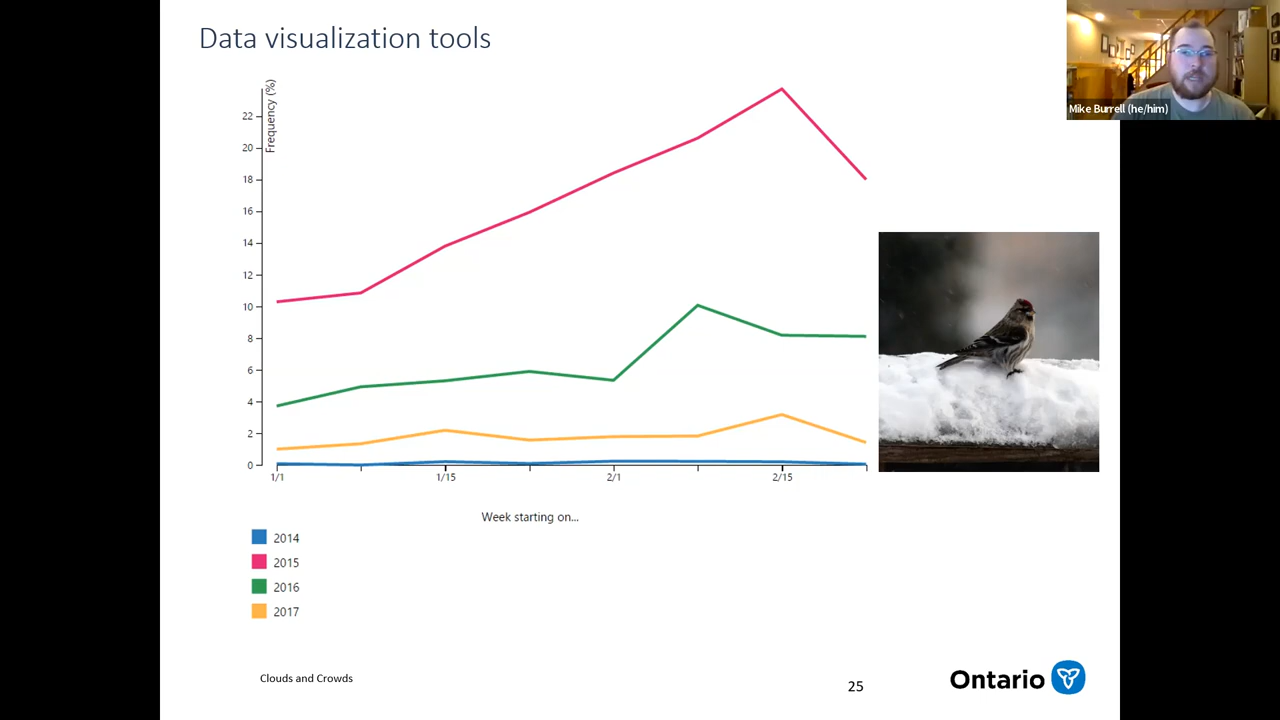 Data visualization tools
Mike Burrell (he/him)
Frequency (%)
22
20
18
16
14
12
10
8
6
4
2
0
1/1 1/15 2/1 2/15
Week starting on...
2014
2015
2016
2017
Clouds and Crowds
25
Ontario